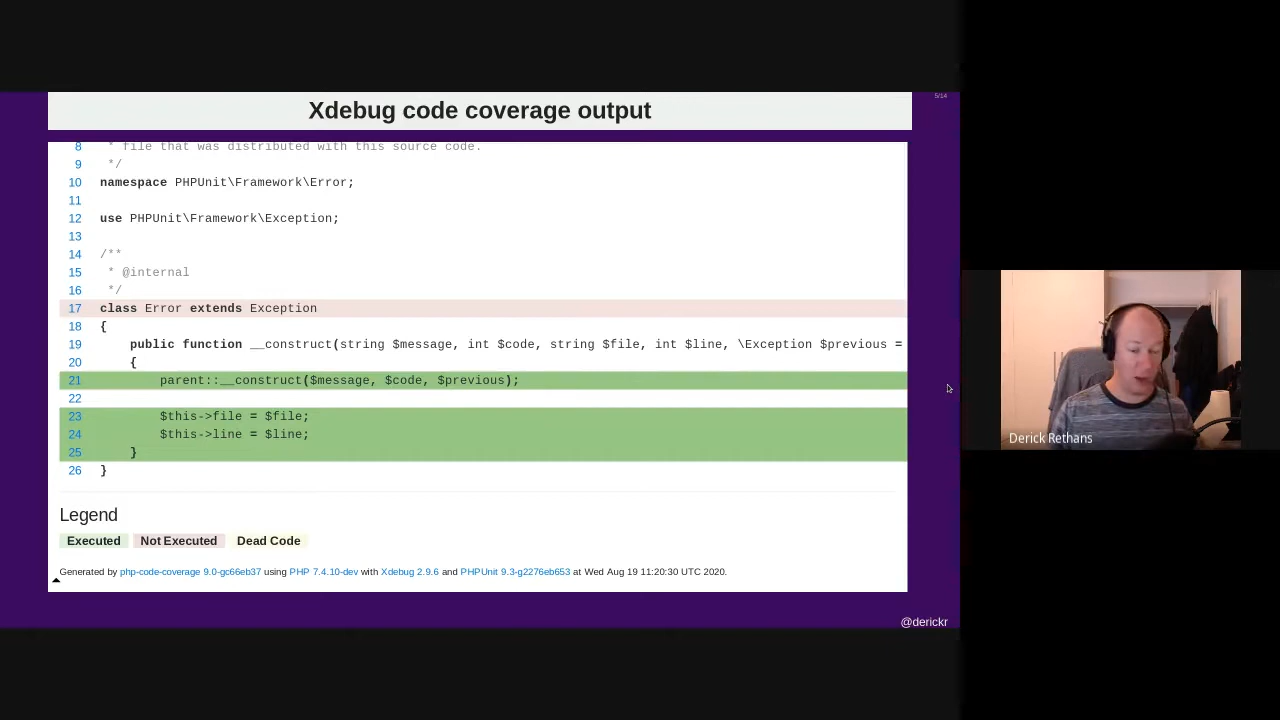 Xdebug code coverage output
5/14
8 * file that was distributed with this source code.
9 */
10 namespace PHPUnit\Framework\Error;
11
12 use PHPUnit\Framework\Exception;
13
14 /**
15 * @internal
16 */
17 class Error extends Exception
18 {
19 public function __construct(string $message, int $code, string $file, int $line, \Exception $previous =
20 {
21 parent::__construct($message, $code, $previous);
22
23 $this->file = $file;
24 $this->line = $line;
25 }
26 }
Legend
Executed Not Executed Dead Code
Generated by php-code-coverage 9.0-gc66eb37 using PHP 7.4.10-dev with Xdebug 2.9.6 and PHPUnit 9.3-g2276eb653 at Wed Aug 19 11:20:30 UTC 2020.
@derickr
Derick Rethans